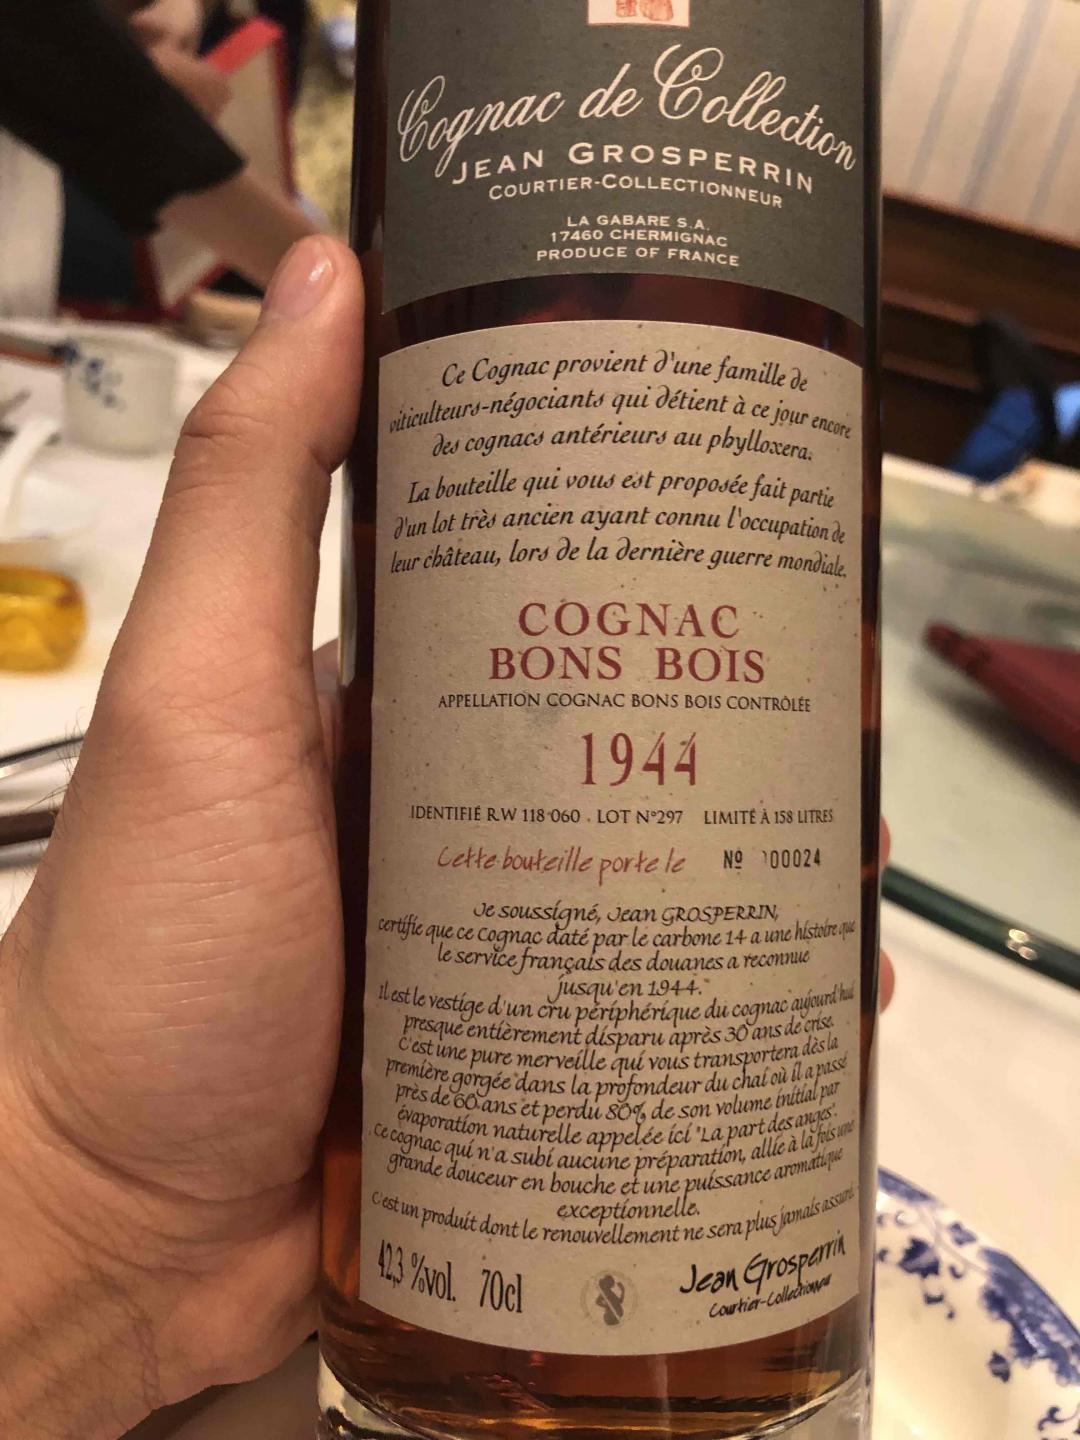 Cognac de Collection
JEAN GROSPERRIN
COURTIER-COLLECTIONNEUR
LA GABARE S.A.
17460 CHERMIGNAC
PRODUCE OF FRANCE
Ce Cognac provient d'une famille de
viticulteurs-négociants qui détient à ce jour encore
des cognacs antérieurs au phylloxera.
La bouteille qui vous est proposée fait partie
d'un lot très ancien ayant connu l'occupation de
leur château, lors de la dernière guerre mondiale.
COGNAC
BONS BOIS
APPELLATION COGNAC BONS BOIS CONTRÔLÉE
1944
IDENTIFIÉ R.W 118 060 . LOT N°297 LIMITÉ À 158 LITRES
Cette bouteille porte le Nº 00024
Je soussigné, Jean GROSPERRIN,
certifie que ce cognac daté par le carbone 14 a une histoire que
le service français des douanes a reconnue
jusqu'en 1944.
Il est le vestige d'un cru périphérique du cognac aujourd'hui
presque entièrement disparu après 30 ans de crise.
C'est une pure merveille qui vous transportera dès la
première gorgée dans la profondeur du chai où il a passé
près de 60 ans et perdu 80% de son volume initial par
évaporation naturelle appelée ici "La part des anges".
Ce cognac qui n'a subi aucune préparation, allie à la fois une
grande douceur en bouche et une puissance aromatique
exceptionnelle.
C'est un produit dont le renouvellement ne sera plus jamais assuré.
42,3 %vol. 70cl
Jean Grosperrin
Courtier-Collectionneur